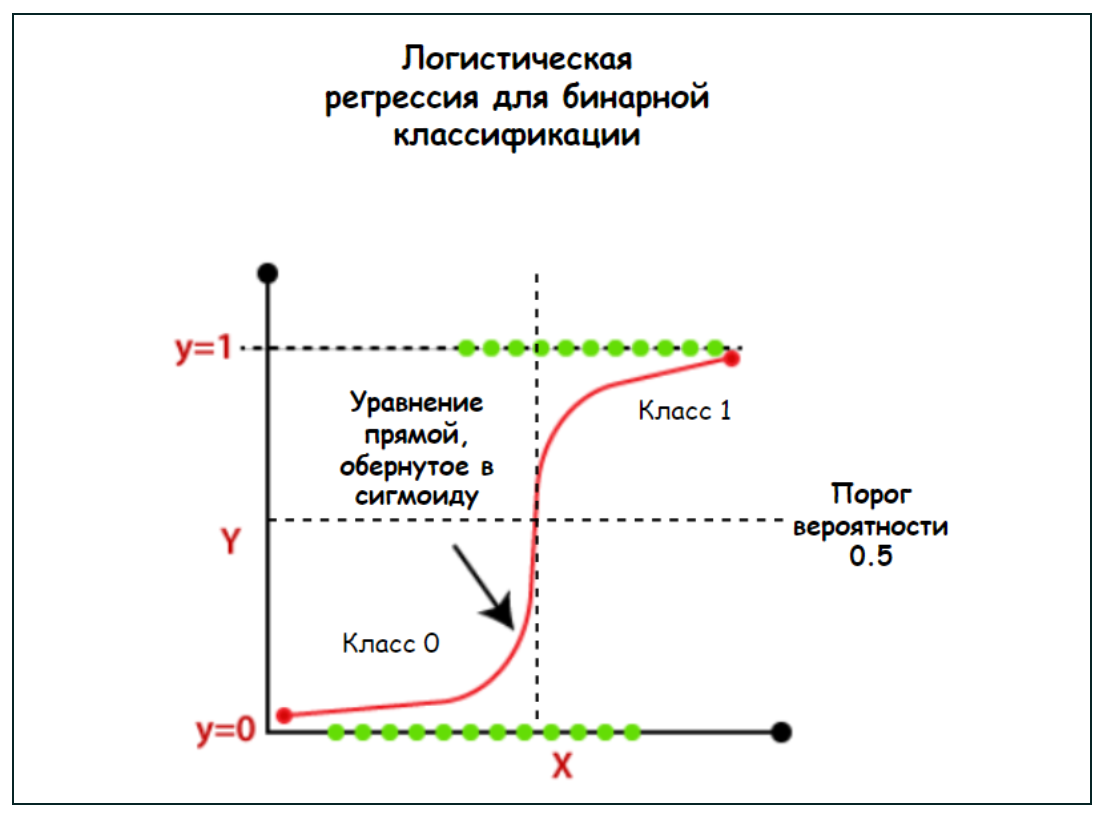 Логистическая
регрессия для бинарной
классификации
y=1
Уравнение
прямой,
обернутое в
сигмоиду
Класс 1
Порог
вероятности
0.5
Y
Класс 0
y=0
X